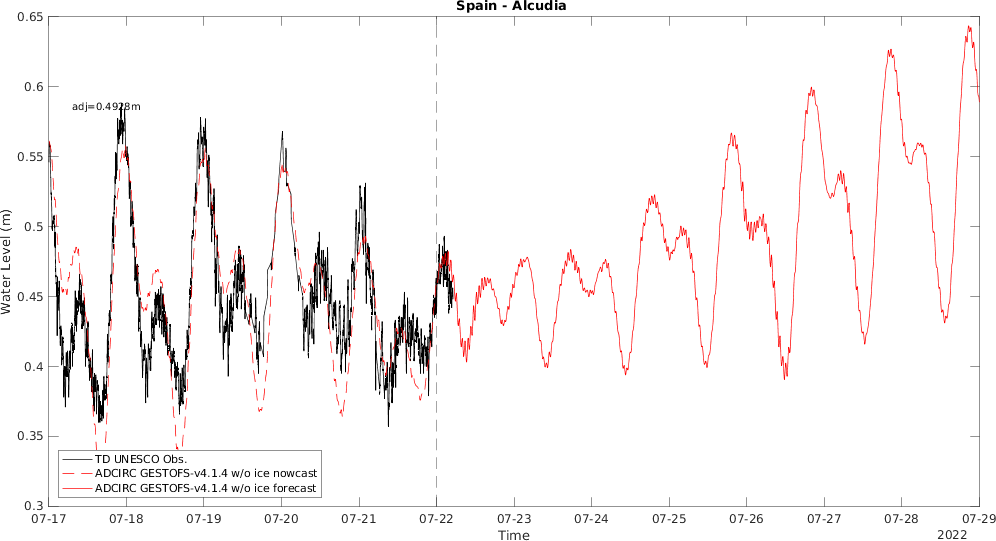 Spain - Alcudia
0.65
0.6
0.55
0.5
0.45
0.4
0.35
0.3
Water Level (m)
adj=0.4923m
TD UNESCO Obs.
ADCIRC GESTOFS-v4.1.4 w/o ice nowcast
ADCIRC GESTOFS-v4.1.4 w/o ice forecast
07-17 07-18 07-19 07-20 07-21 07-22 07-23 07-24 07-25 07-26 07-27 07-28 07-29
Time
2022